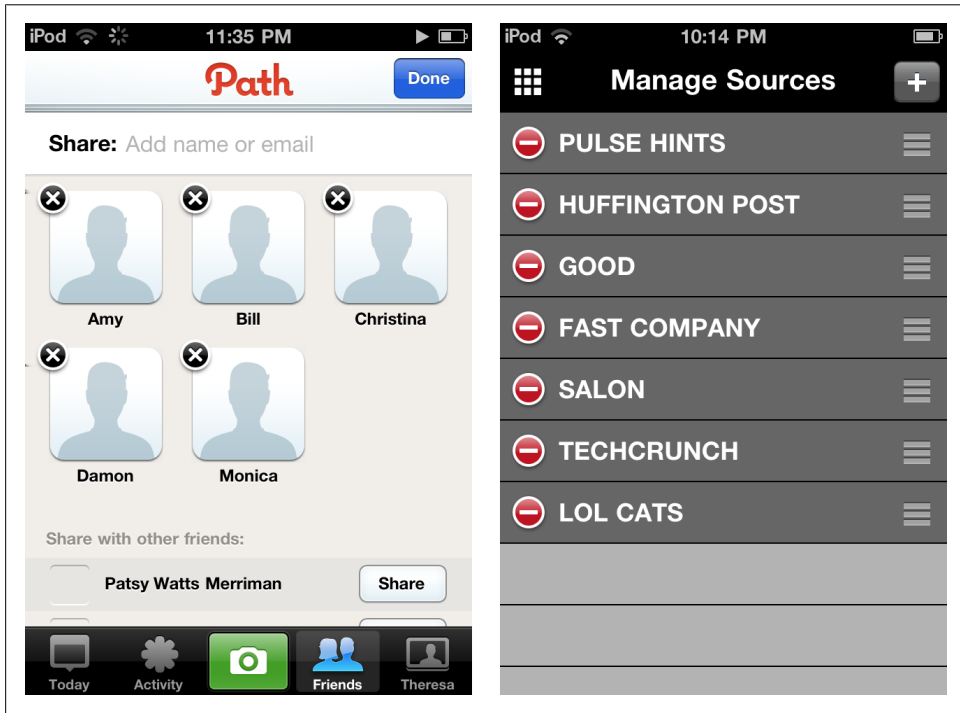 iPod 11:35 PM
Path Done
Share: Add name or email
Amy Bill Christina
Damon Monica
Share with other friends:
Patsy Watts Merriman Share
Today Activity Friends Theresa
iPod 10:14 PM
Manage Sources
PULSE HINTS
HUFFINGTON POST
GOOD
FAST COMPANY
SALON
TECHCRUNCH
LOL CATS